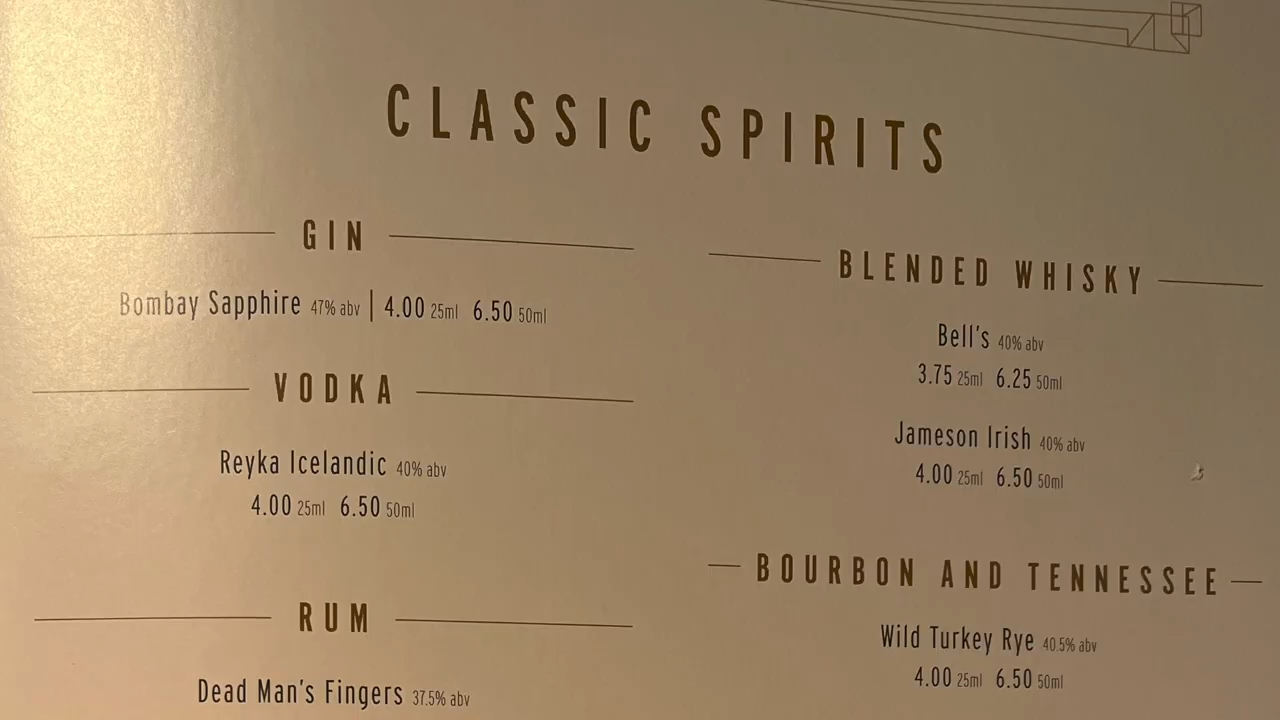 CLASSIC SPIRITS
GIN
Bombay Sapphire 47% abv | 4.00 25ml 6.50 50ml
VODKA
Reyka Icelandic 40% abv
4.00 25ml 6.50 50ml
RUM
Dead Man's Fingers 37.5% abv
BLENDED WHISKY
Bell's 40% abv
3.75 25ml 6.25 50ml
Jameson Irish 40% abv
4.00 25ml 6.50 50ml
BOURBON AND TENNESSEE
Wild Turkey Rye 40.5% abv
4.00 25ml 6.50 50ml